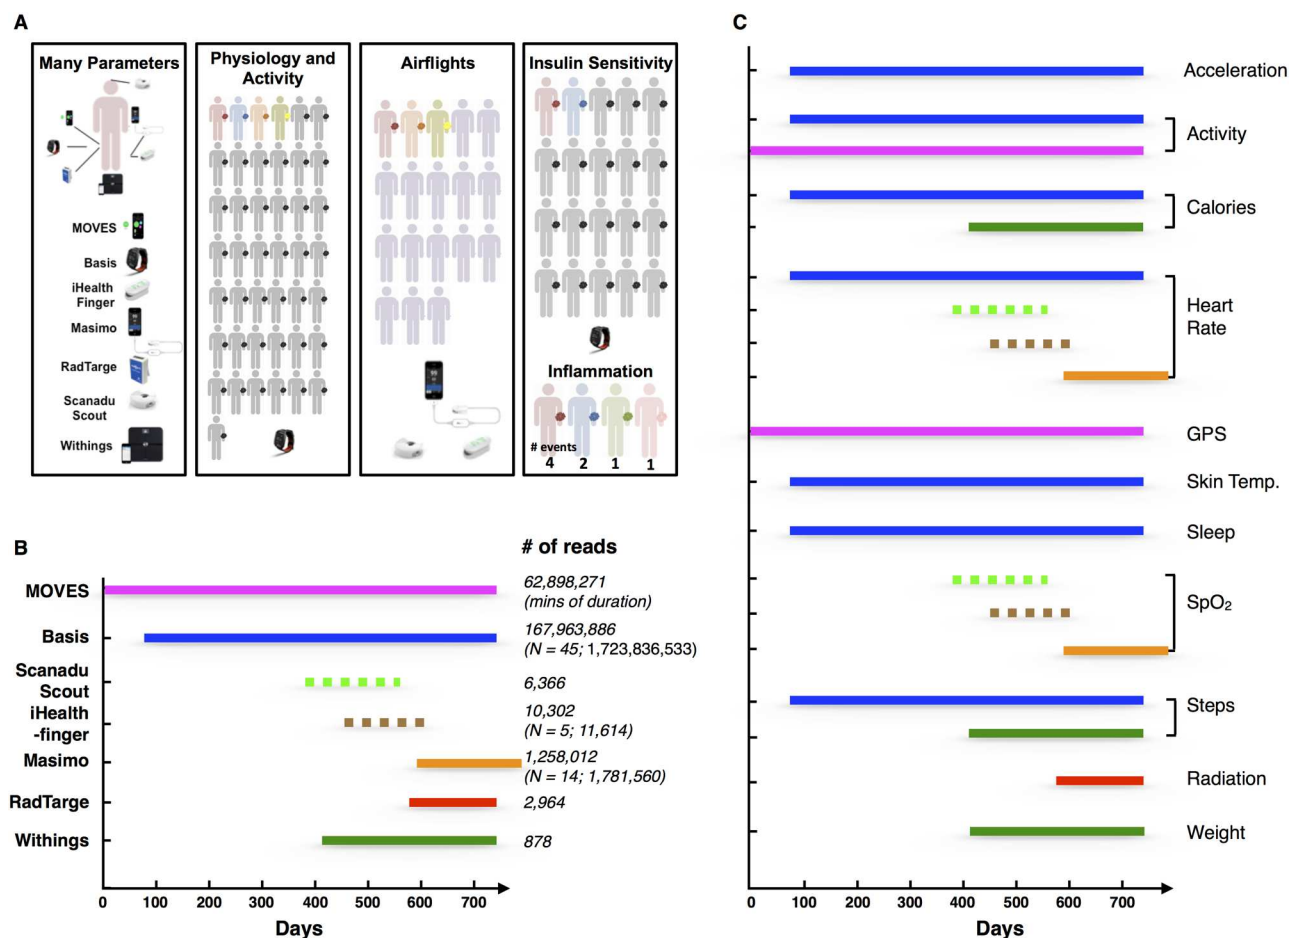 A
Many Parameters
MOVES
Basis
iHealth
Finger
Masimo
RadTarge
Scanadu
Scout
Withings
Physiology and
Activity
Airflights
Insulin Sensitivity
Inflammation
# events
4 2 1 1
B
# of reads
MOVES
62,898,271
(mins of duration)
Basis
167,963,886
(N = 45; 1,723,836,533)
Scanadu
Scout
6,366
iHealth
-finger
10,302
(N = 5; 11,614)
Masimo
1,258,012
(N = 14; 1,781,560)
RadTarge
2,964
Withings
878
0 100 200 300 400 500 600 700
Days
C
Acceleration
Activity
Calories
Heart
Rate
GPS
Skin Temp.
Sleep
SpO₂
Steps
Radiation
Weight
0 100 200 300 400 500 600 700
Days